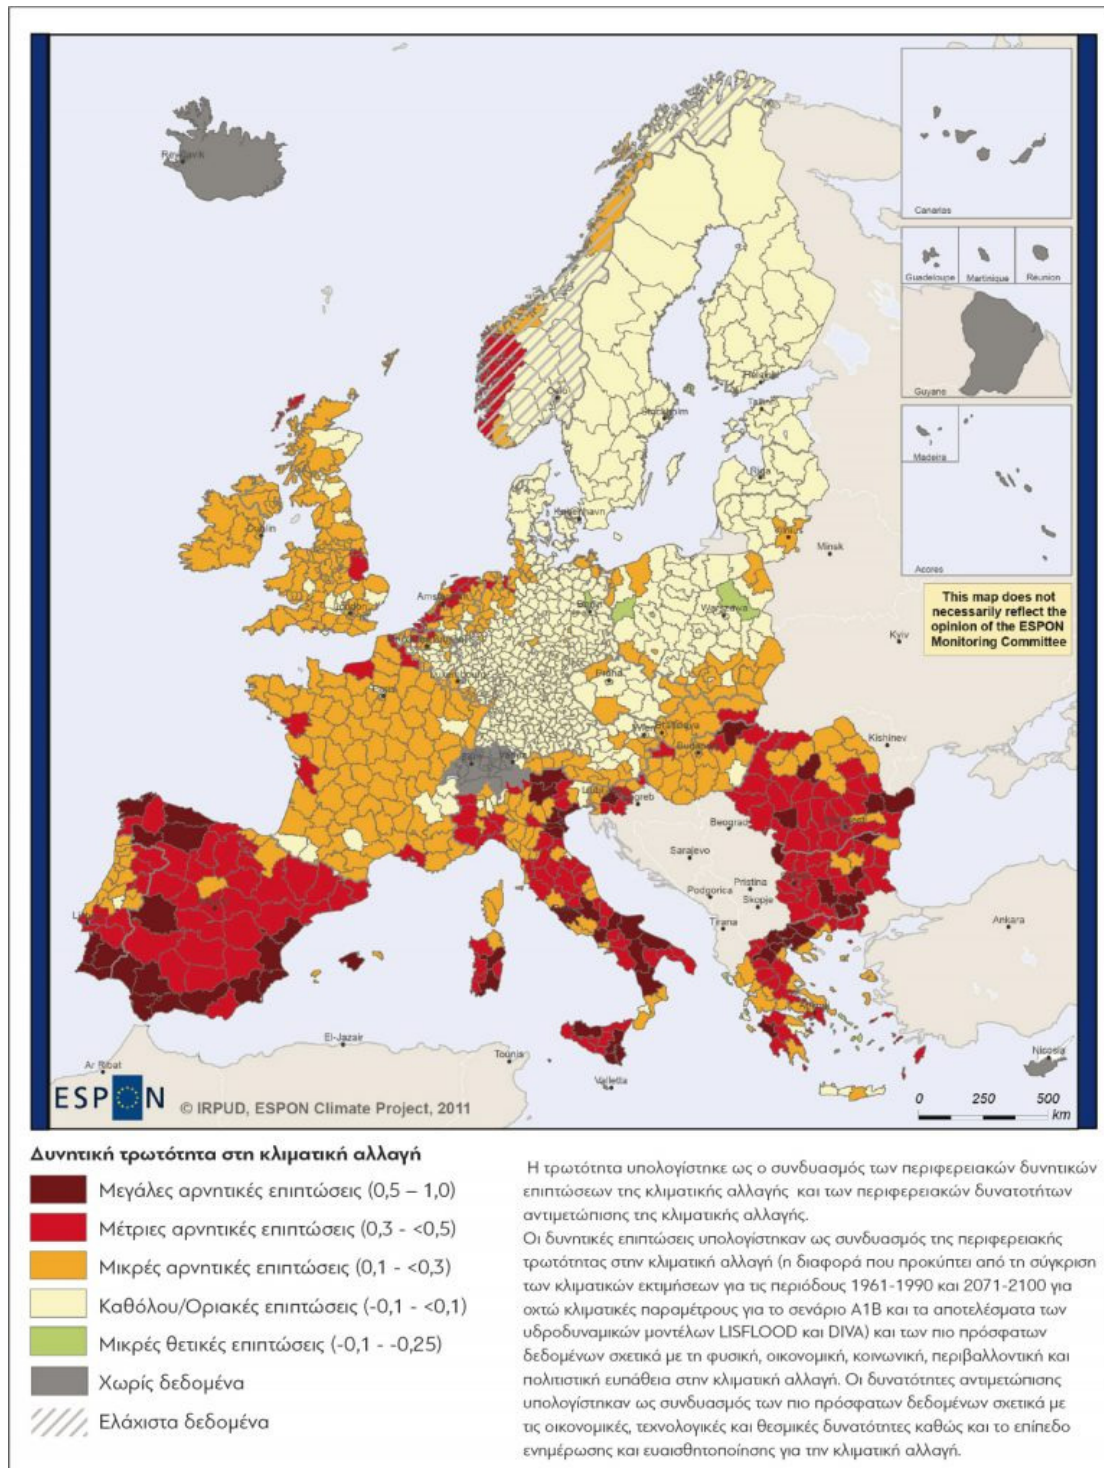 Reykjavik
Canarias
Guadeloupe
Martinique
Réunion
Guyane
Madeira
Acores
This map does not
necessarily reflect the
opinion of the ESPON
Monitoring Committee
Oslo
Helsinki
Tallinn
Stockholm
Riga
København
Vilnius
Minsk
Dublin
London
Amsterdam
Berlin
Warszawa
Kyiv
Paris
Praha
Wien
Bratislava
Budapest
Kishinev
Zagreb
Beograd
Sarajevo
Podgorica
Pristina
Skopje
Tirana
Ankara
El-Jazair
Tounis
Ar Ribat
Valletta
Nicosia
ESPON
© IRPUD, ESPON Climate Project, 2011
0 250 500
km
Δυνητική τρωτότητα στη κλιματική αλλαγή
Μεγάλες αρνητικές επιπτώσεις (0,5 – 1,0)
Μέτριες αρνητικές επιπτώσεις (0,3 - <0,5)
Μικρές αρνητικές επιπτώσεις (0,1 - <0,3)
Καθόλου/Οριακές επιπτώσεις (-0,1 - <0,1)
Μικρές θετικές επιπτώσεις (-0,1 - -0,25)
Χωρίς δεδομένα
Ελάχιστα δεδομένα
Η τρωτότητα υπολογίστηκε ως ο συνδυασμός των περιφερειακών δυνητικών
επιπτώσεων της κλιματικής αλλαγής και των περιφερειακών δυνατοτήτων
αντιμετώπισης της κλιματικής αλλαγής.
Οι δυνητικές επιπτώσεις υπολογίστηκαν ως συνδυασμός της περιφερειακής
τρωτότητας στην κλιματική αλλαγή (η διαφορά που προκύπτει από τη σύγκριση
των κλιματικών εκτιμήσεων για τις περιόδους 1961-1990 και 2071-2100 για
οχτώ κλιματικές παραμέτρους για το σενάριο A1B και τα αποτελέσματα των
υδροδυναμικών μοντέλων LISFLOOD και DIVA) και των πιο πρόσφατων
δεδομένων σχετικά με τη φυσική, οικονομική, κοινωνική, περιβαλλοντική και
πολιτιστική ευπάθεια στην κλιματική αλλαγή. Οι δυνατότητες αντιμετώπισης
υπολογίστηκαν ως συνδυασμός των πιο πρόσφατων δεδομένων σχετικά με
τις οικονομικές, τεχνολογικές και θεσμικές δυνατότητες καθώς και το επίπεδο
ενημέρωσης και ευαισθητοποίησης για την κλιματική αλλαγή.